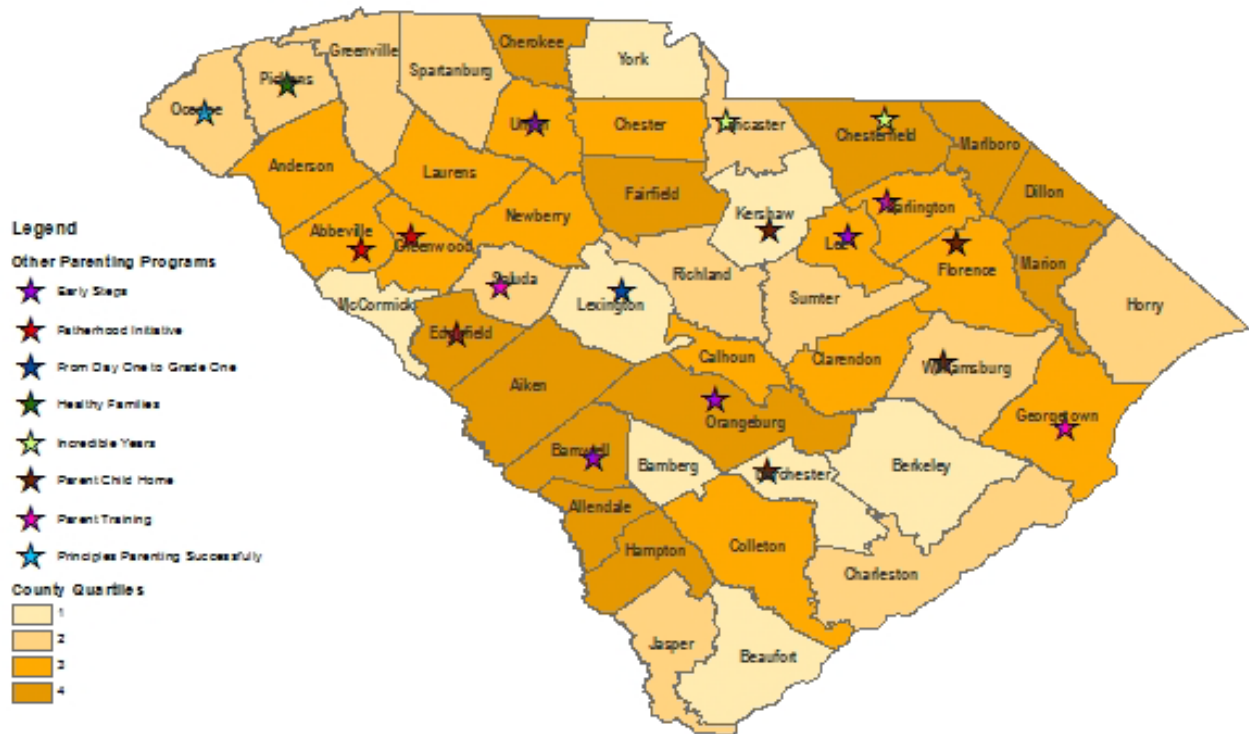 Cherokee
Greenville
York
Spartanburg
Pickens
Oconee
Union
Chester
Lancaster
Chesterfield
Marlboro
Anderson
Laurens
Dillon
Fairfield
Newberry
Kershaw
Darlington
Abbeville
Greenwood
Lee
Florence
Marion
Richland
Saluda
McCormick
Lexington
Sumter
Horry
Edgefield
Calhoun
Clarendon
Williamsburg
Aiken
Georgetown
Orangeburg
Barnwell
Bamberg
Berkeley
Dorchester
Allendale
Hampton
Colleton
Charleston
Jasper
Beaufort
Legend
Other Parenting Programs
Early Steps
Fatherhood Initiative
From Day One to Grade One
Healthy Families
Incredible Years
Parent Child Home
Parent Training
Principles Parenting Successfully
County Quartiles
1
2
3
4